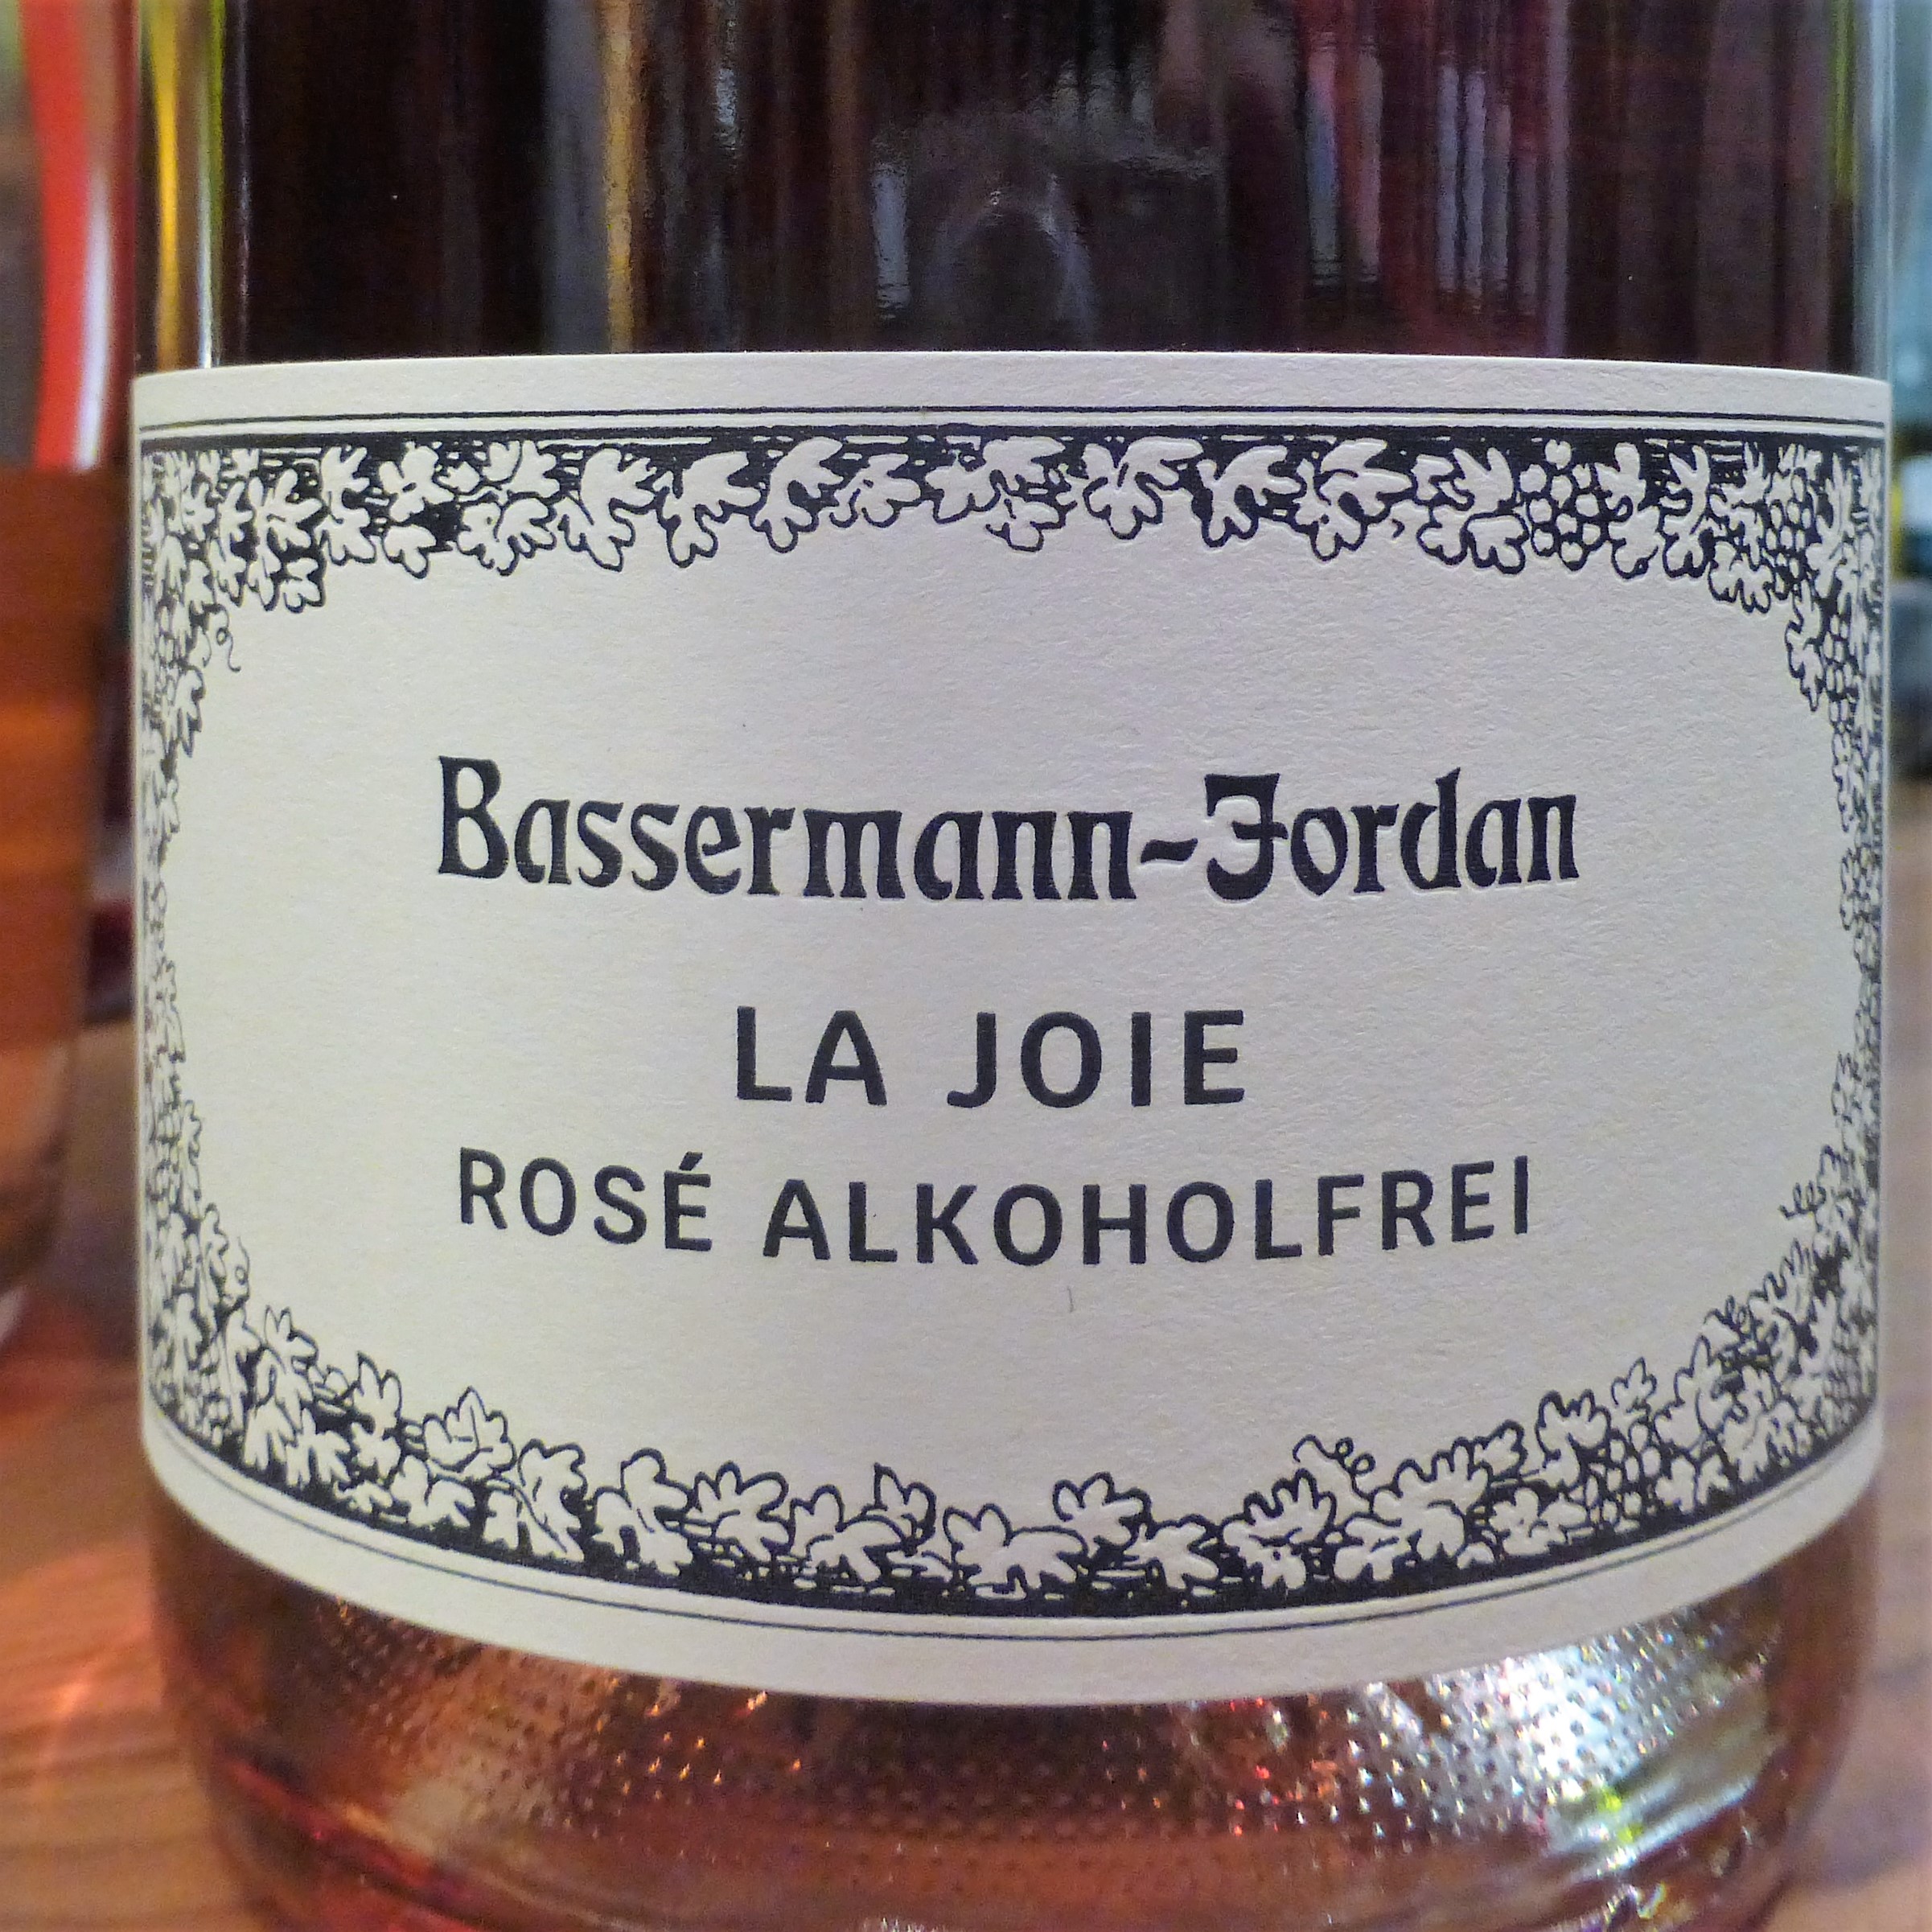 Bassermann-Jordan
LA JOIE
ROSÉ ALKOHOLFREI